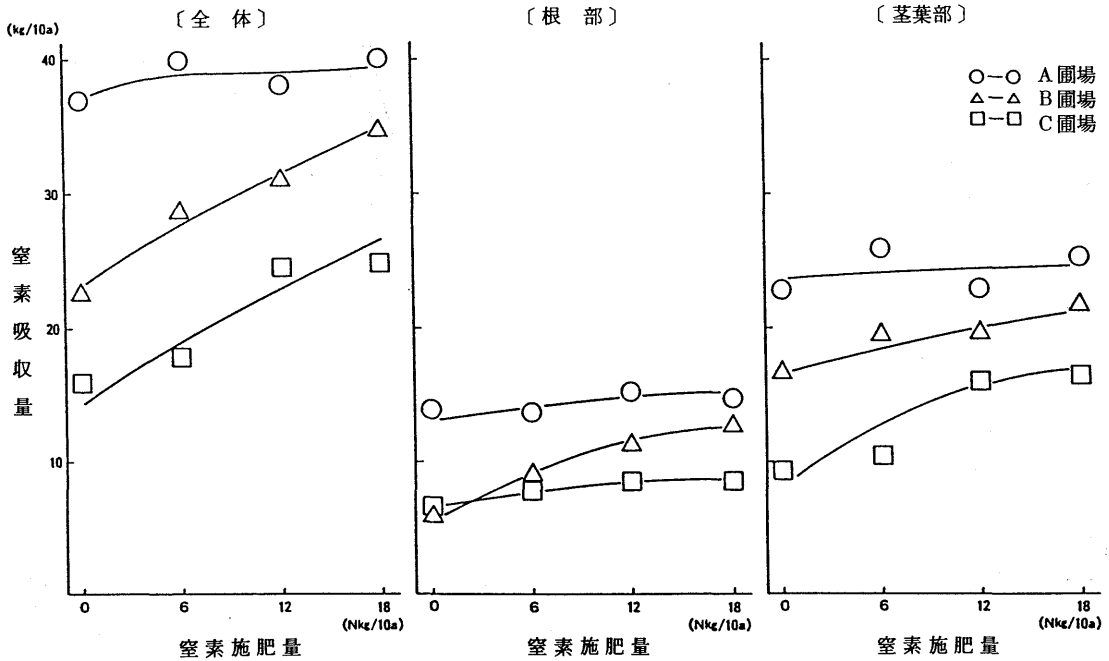 〔全 体〕
〔根 部〕
〔茎葉部〕
(kg/10a)
40
30
20
10
窒素吸収量
○―○ A圃場
△―△ B圃場
□―□ C圃場
0 6 12 18
(Nkg/10a)
窒素施肥量
0 6 12 18
(Nkg/10a)
窒素施肥量
0 6 12 18
(Nkg/10a)
窒素施肥量